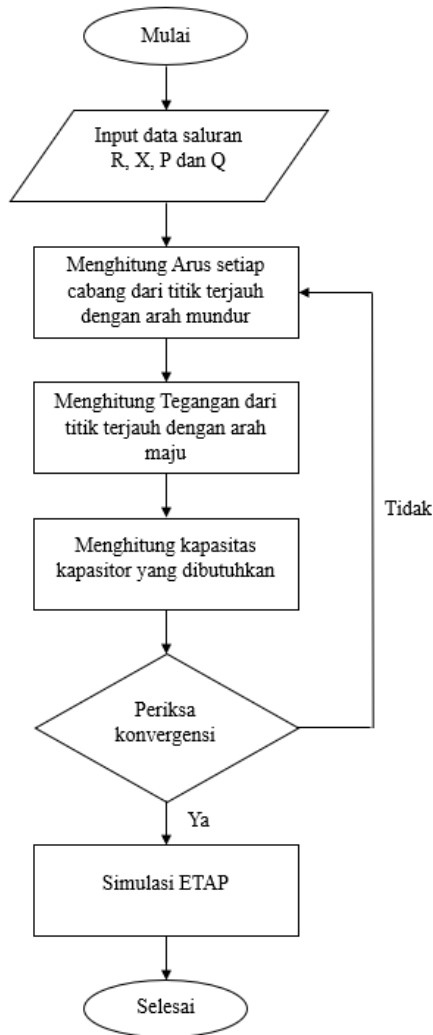 Mulai
Input data saluran
R, X, P dan Q
Menghitung Arus setiap
cabang dari titik terjauh
dengan arah mundur
Menghitung Tegangan dari
titik terjauh dengan arah
maju
Tidak
Menghitung kapasitas
kapasitor yang dibutuhkan
Periksa
konvergensi
Ya
Simulasi ETAP
Selesai